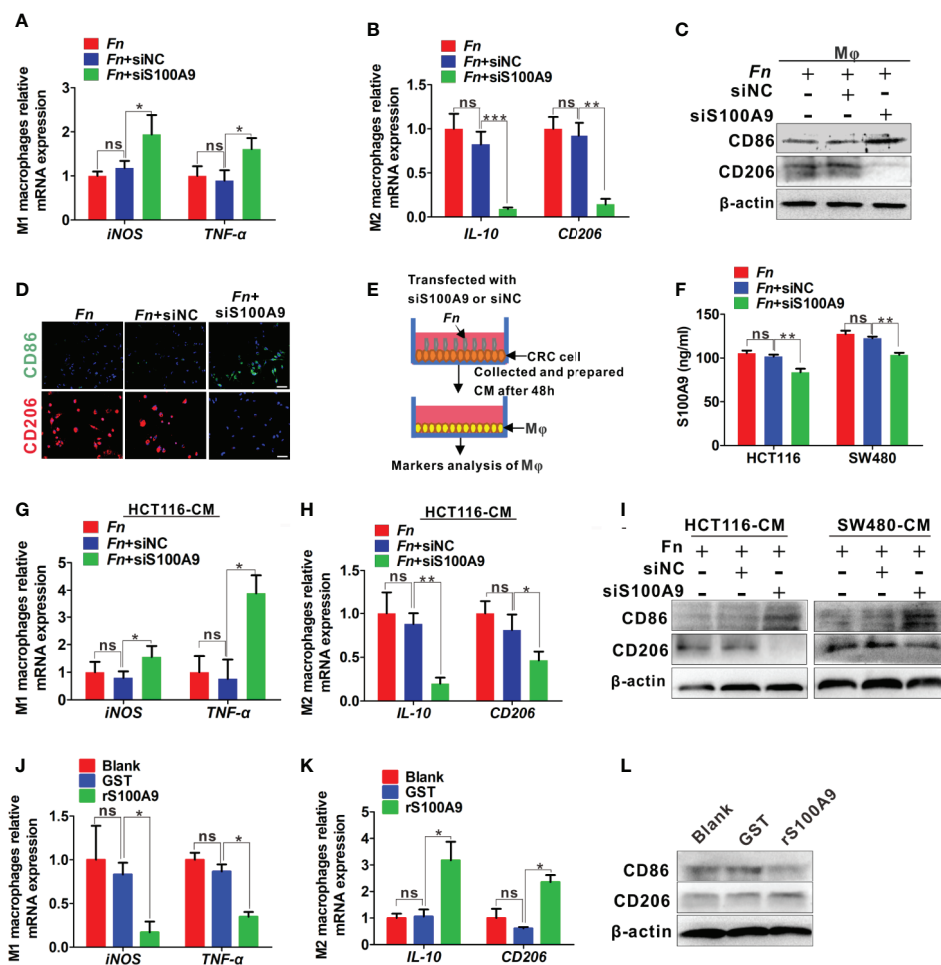 A
Fn
Fn+siNC
Fn+siS100A9
M1 macrophages relative
mRNA expression
3
2
1
0
ns
*
ns
*
iNOS
TNF-α
B
Fn
Fn+siNC
Fn+siS100A9
M2 macrophages relative
mRNA expression
1.5
1.0
0.5
0.0
ns
***
ns
**
IL-10
CD206
C
Mφ
Fn + + +
siNC - + -
siS100A9 - - +
CD86
CD206
β-actin
D
Fn
Fn+siNC
Fn+
siS100A9
CD86
CD206
E
Transfected with
siS100A9 or siNC
Fn
CRC cell
Collected and prepared
CM after 48h
Mφ
Markers analysis of Mφ
F
Fn
Fn+siNC
Fn+siS100A9
S100A9 (ng/ml)
150
100
50
0
ns
**
ns
**
HCT116
SW480
G
HCT116-CM
Fn
Fn+siNC
Fn+siS100A9
M1 macrophages relative
mRNA expression
5
4
3
2
1
0
ns
*
ns
*
iNOS
TNF-α
H
HCT116-CM
Fn
Fn+siNC
Fn+siS100A9
M2 macrophages relative
mRNA expression
2.0
1.5
1.0
0.5
0.0
ns
**
ns
*
IL-10
CD206
I
HCT116-CM SW480-CM
Fn + + + + + +
siNC - + - - + -
siS100A9 - - + - - +
CD86
CD206
β-actin
J
Blank
GST
rS100A9
M1 macrophages relative
mRNA expression
1.5
1.0
0.5
0.0
ns
*
ns
*
iNOS
TNF-α
K
Blank
GST
rS100A9
M2 macrophages relative
mRNA expression
6
4
2
0
ns
*
ns
*
IL-10
CD206
L
Blank
GST
rS100A9
CD86
CD206
β-actin